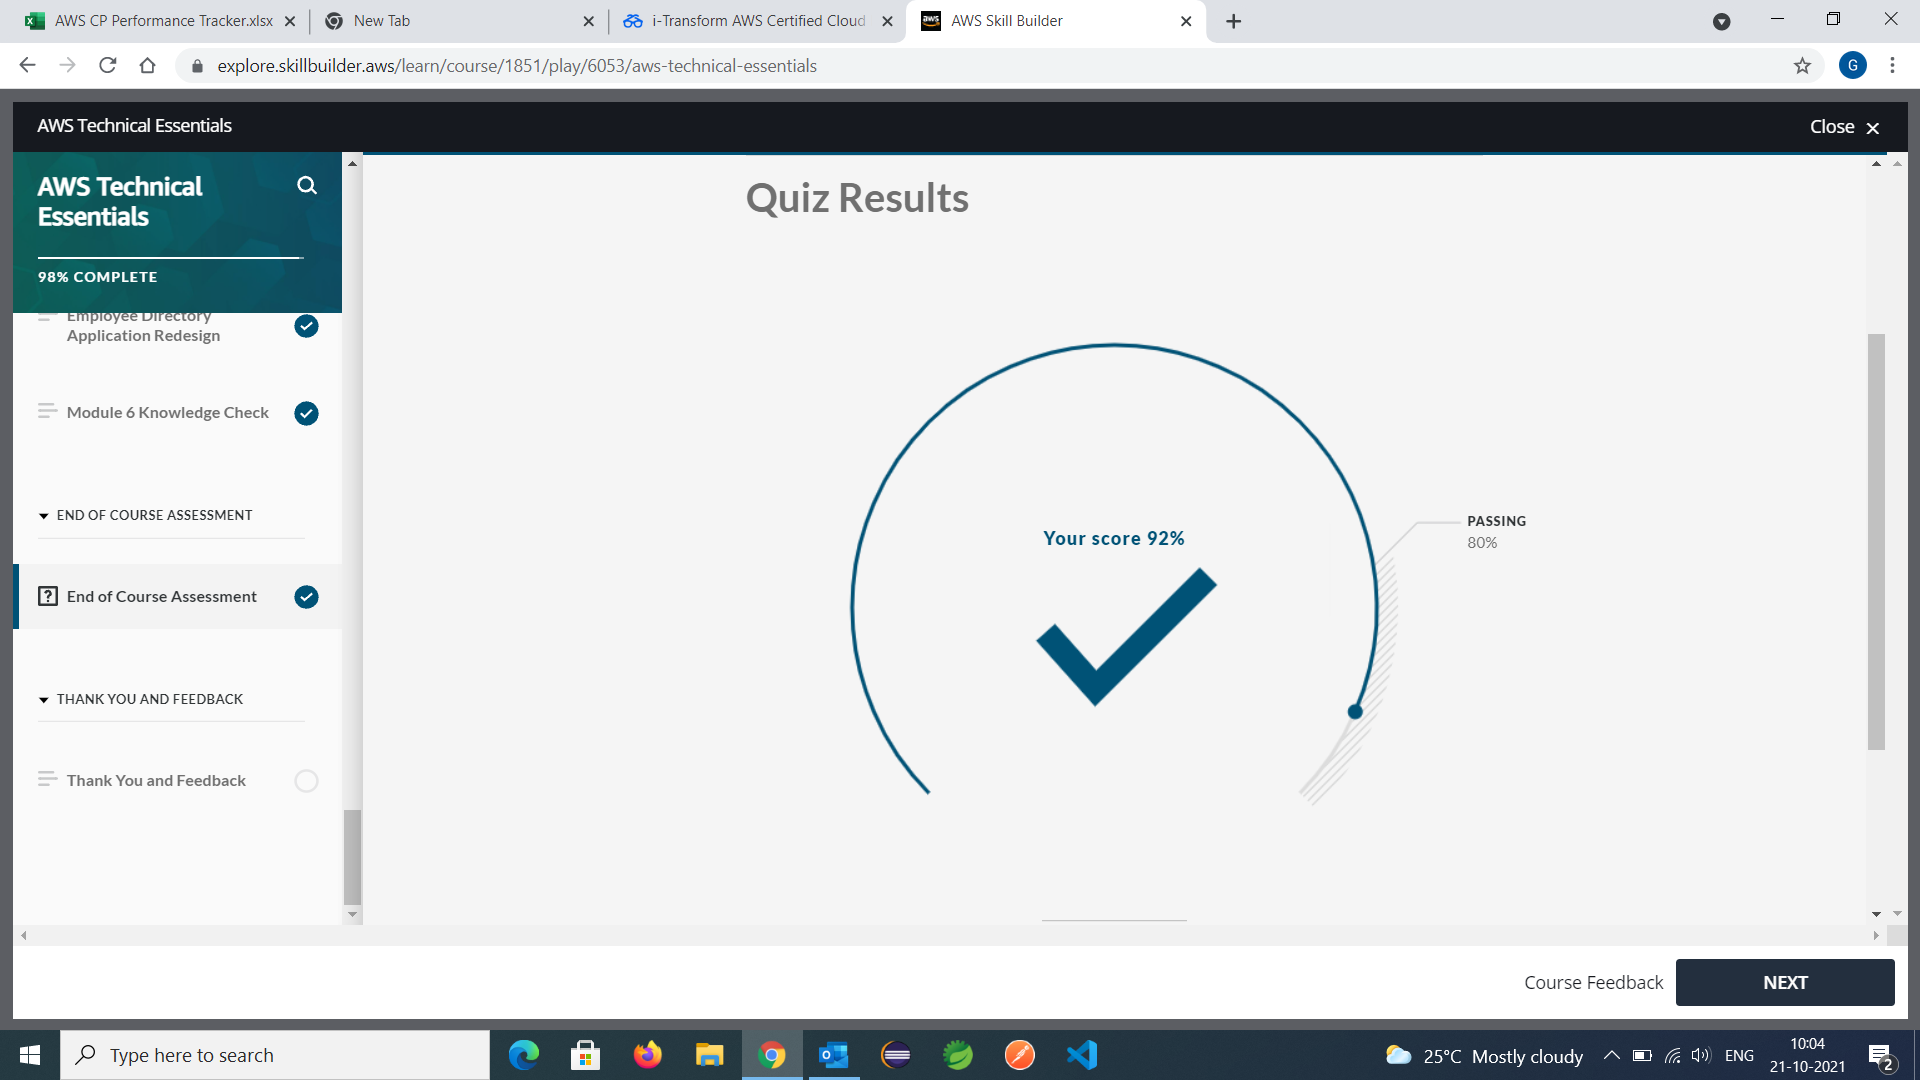 AWS CP Performance Tracker.xlsx
New Tab
i-Transform AWS Certified Cloud
aws
AWS Skill Builder
explore.skillbuilder.aws/learn/course/1851/play/6053/aws-technical-essentials
G
AWS Technical Essentials
Close
AWS Technical
Essentials
98% COMPLETE
Employee Directory
Application Redesign
Module 6 Knowledge Check
END OF COURSE ASSESSMENT
End of Course Assessment
THANK YOU AND FEEDBACK
Thank You and Feedback
Quiz Results
Your score 92%
PASSING
80%
Course Feedback
NEXT
Type here to search
25°C Mostly cloudy
ENG
10:04
21-10-2021
2